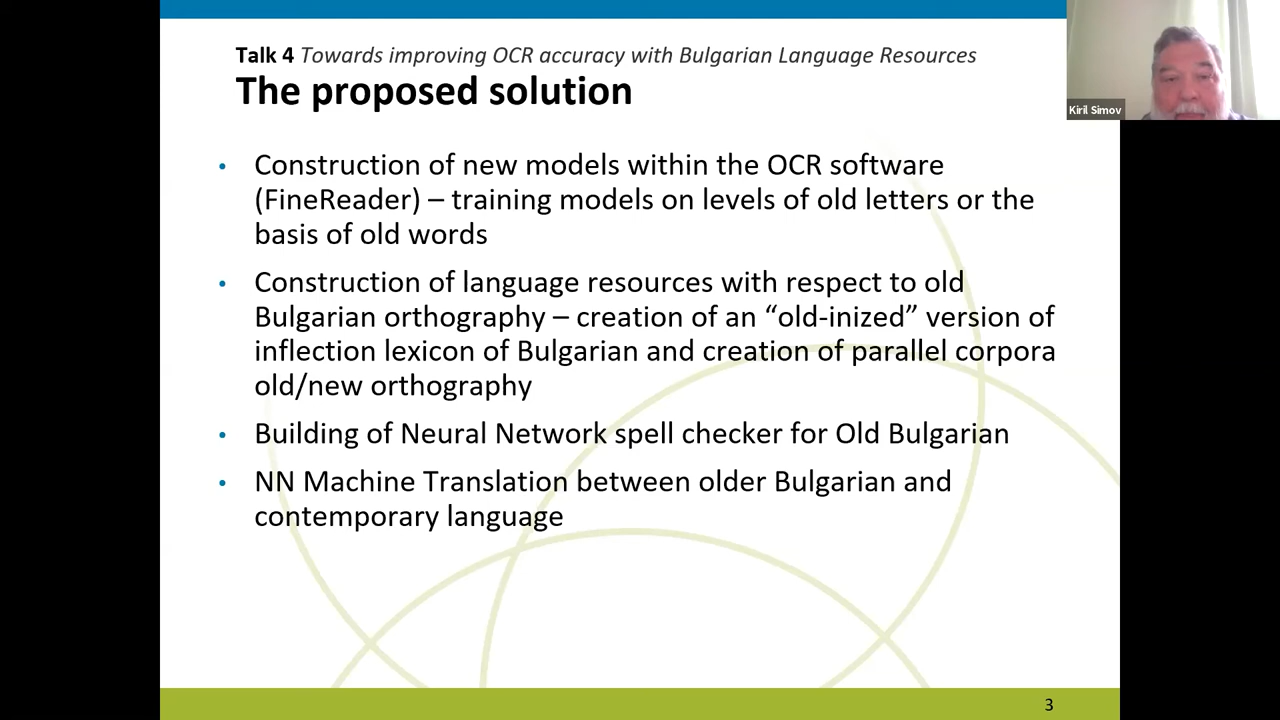 Talk 4 Towards improving OCR accuracy with Bulgarian Language Resources
The proposed solution
Kiril Simov
• Construction of new models within the OCR software
(FineReader) – training models on levels of old letters or the
basis of old words
• Construction of language resources with respect to old
Bulgarian orthography – creation of an “old-inized” version of
inflection lexicon of Bulgarian and creation of parallel corpora
old/new orthography
• Building of Neural Network spell checker for Old Bulgarian
• NN Machine Translation between older Bulgarian and
contemporary language
3